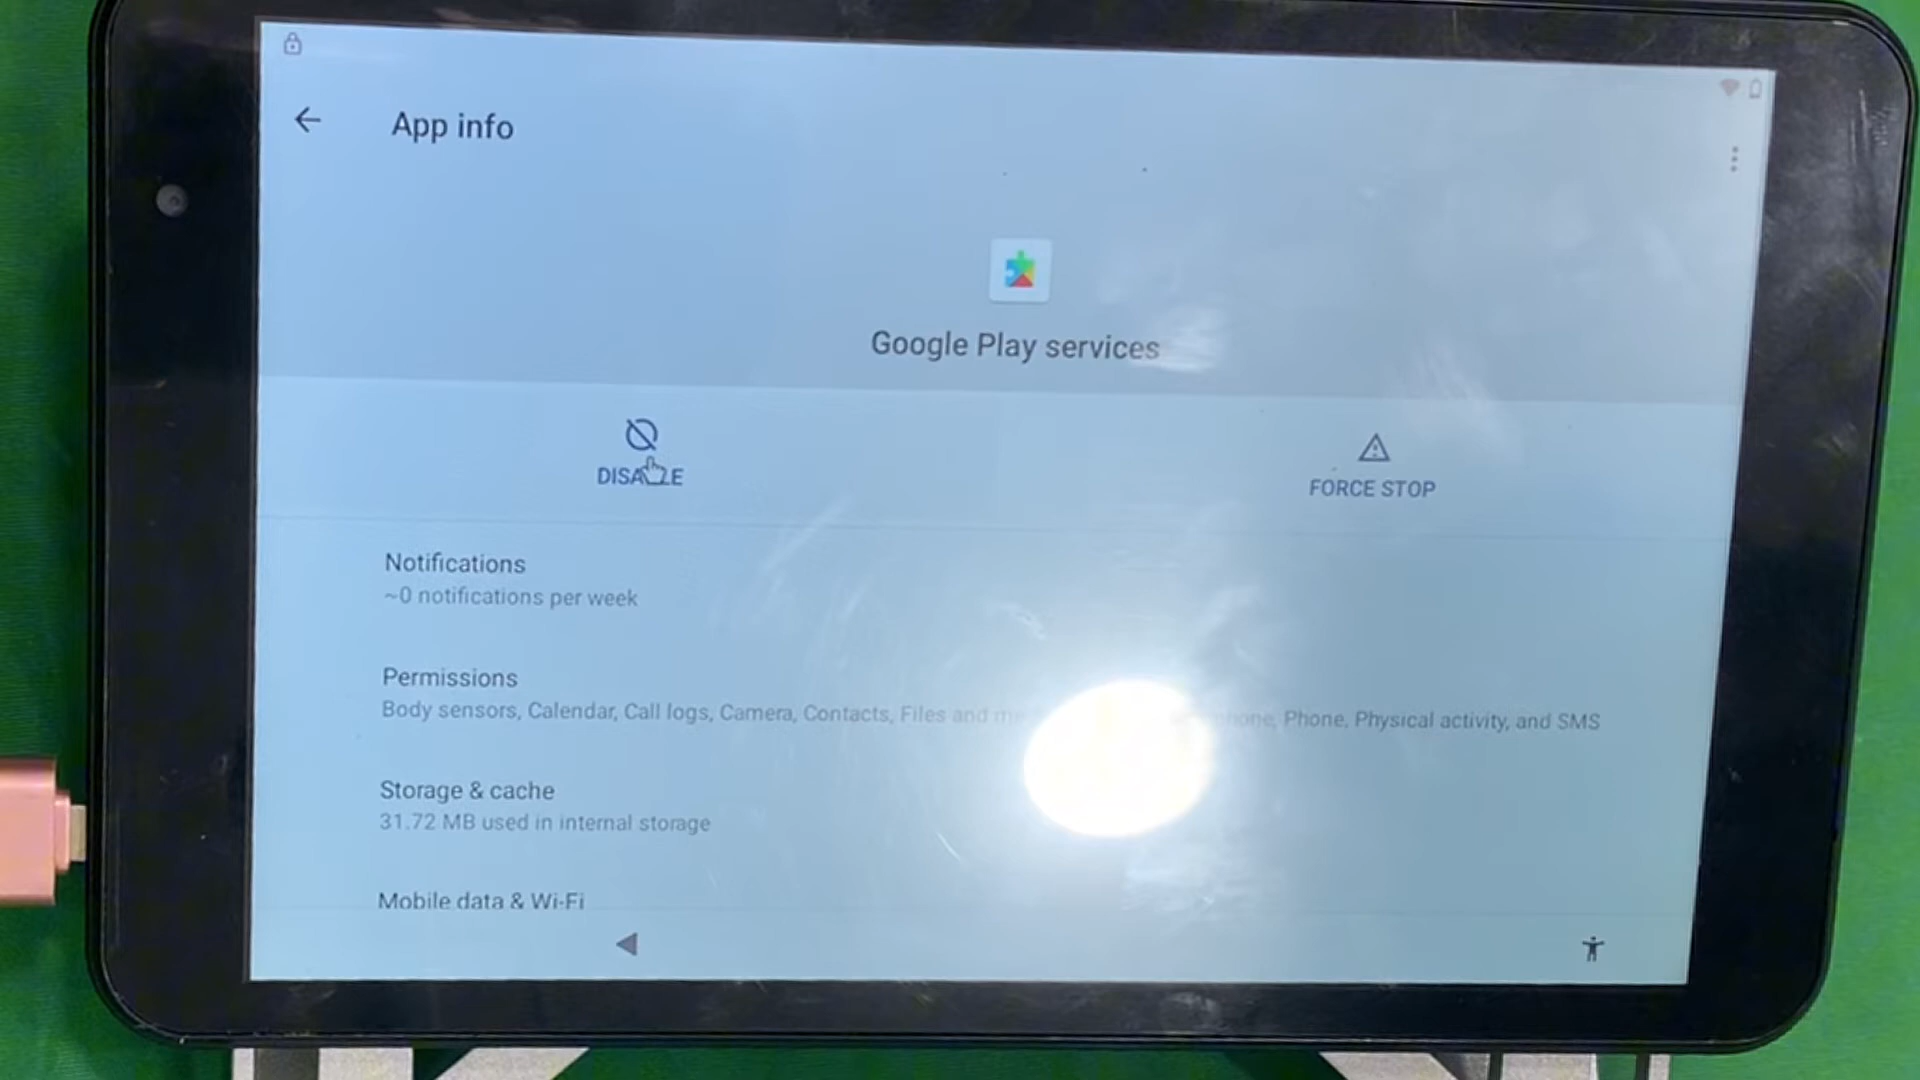 App info
Google Play services
DISABLE
FORCE STOP
Notifications
~0 notifications per week
Permissions
Body sensors, Calendar, Call logs, Camera, Contacts, Files and Phone, Physical activity, and SMS
Storage & cache
31.72 MB used in internal storage
Mobile data & Wi-Fi